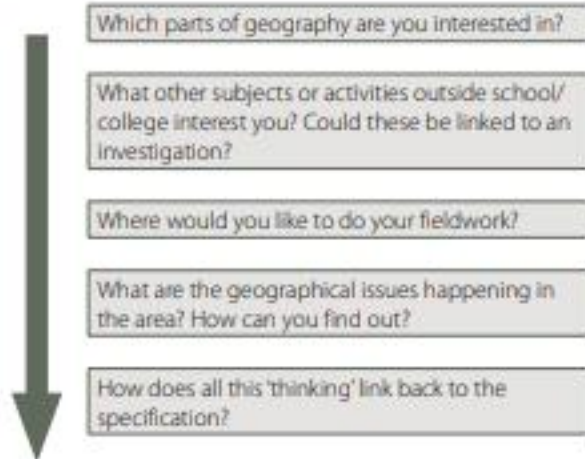 Which parts of geography are you interested in?
What other subjects or activities outside school/
college interest you? Could these be linked to an
investigation?
Where would you like to do your fieldwork?
What are the geographical issues happening in
the area? How can you find out?
How does all this 'thinking' link back to the
specification?